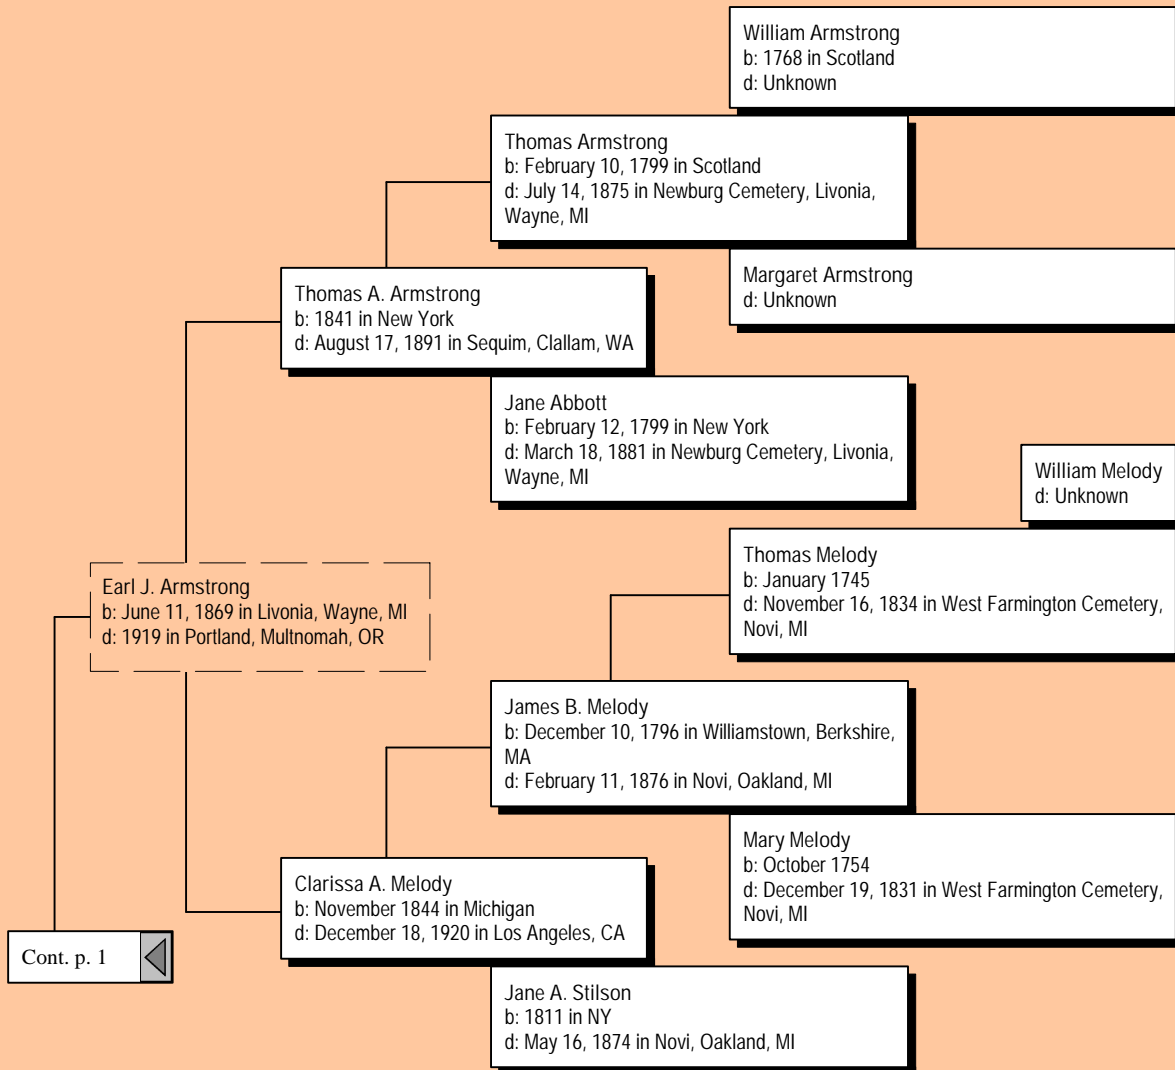 William Armstrong
b: 1768 in Scotland
d: Unknown
Thomas Armstrong
b: February 10, 1799 in Scotland
d: July 14, 1875 in Newburg Cemetery, Livonia,
Wayne, MI
Margaret Armstrong
d: Unknown
Thomas A. Armstrong
b: 1841 in New York
d: August 17, 1891 in Sequim, Clallam, WA
Jane Abbott
b: February 12, 1799 in New York
d: March 18, 1881 in Newburg Cemetery, Livonia,
Wayne, MI
William Melody
d: Unknown
Thomas Melody
b: January 1745
d: November 16, 1834 in West Farmington Cemetery,
Novi, MI
Earl J. Armstrong
b: June 11, 1869 in Livonia, Wayne, MI
d: 1919 in Portland, Multnomah, OR
James B. Melody
b: December 10, 1796 in Williamstown, Berkshire,
MA
d: February 11, 1876 in Novi, Oakland, MI
Mary Melody
b: October 1754
d: December 19, 1831 in West Farmington Cemetery,
Novi, MI
Clarissa A. Melody
b: November 1844 in Michigan
d: December 18, 1920 in Los Angeles, CA
Cont. p. 1
Jane A. Stilson
b: 1811 in NY
d: May 16, 1874 in Novi, Oakland, MI